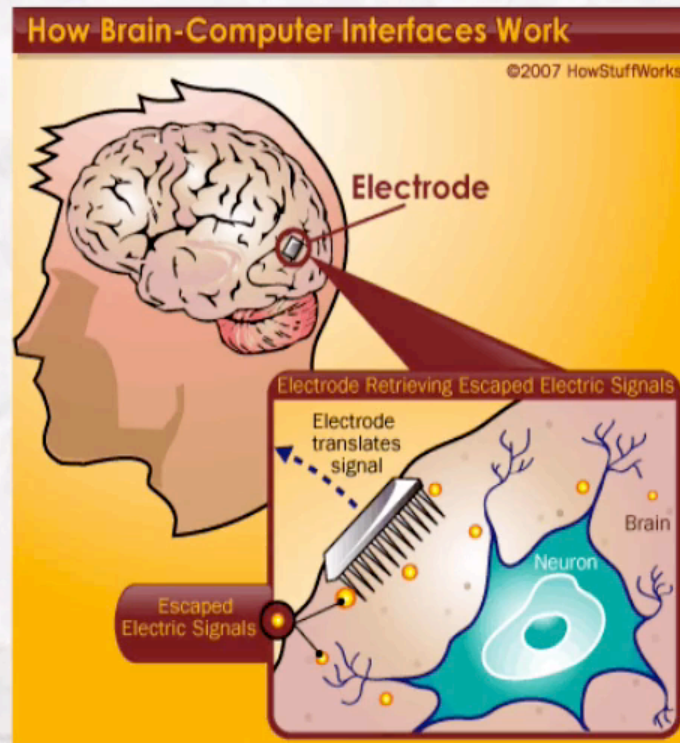 How Brain-Computer Interfaces Work
©2007 HowStuffWorks
Electrode
Electrode Retrieving Escaped Electric Signals
Electrode
translates
signal
Brain
Neuron
Escaped
Electric Signals